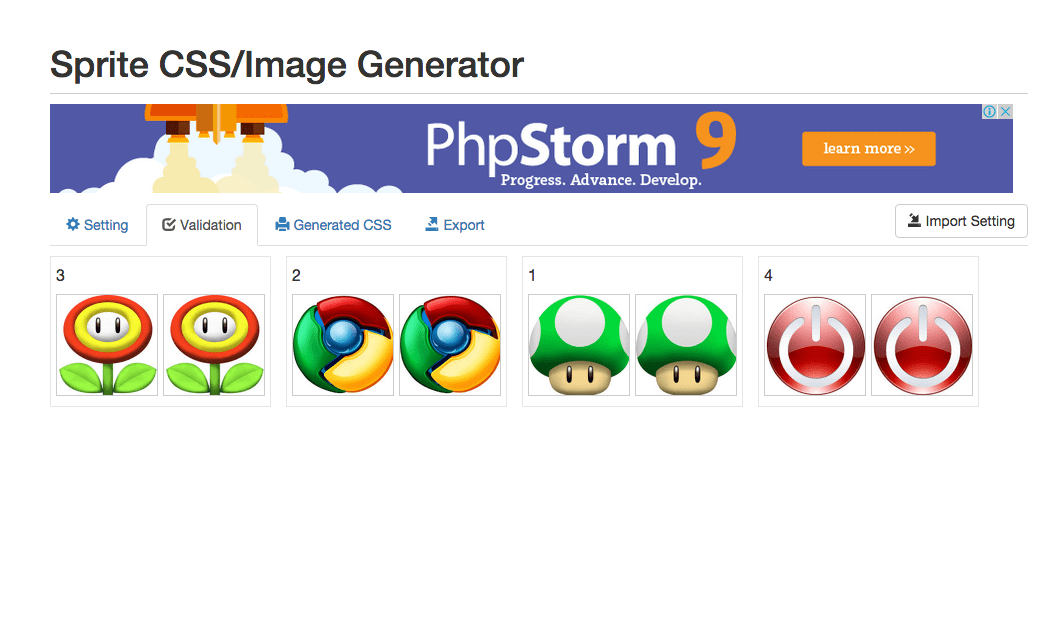 Sprite CSS/Image Generator
PhpStorm 9
Progress. Advance. Develop.
learn more >>
Setting
Validation
Generated CSS
Export
Import Setting
3
2
1
4